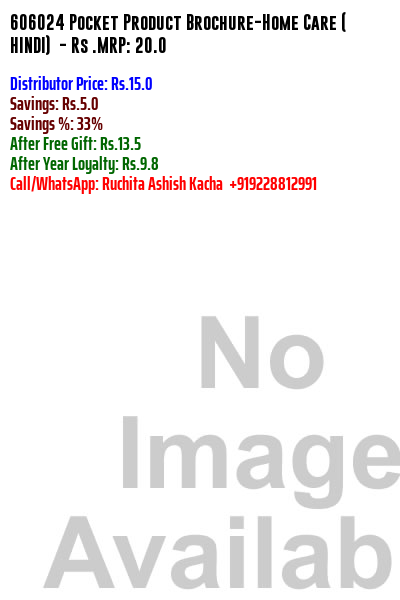 606024 Pocket Product Brochure-Home Care (
HINDI)  - Rs .MRP: 20.0
Distributor Price: Rs.15.0
Savings: Rs.5.0
Savings %: 33%
After Free Gift: Rs.13.5
After Year Loyalty: Rs.9.8
Call/WhatsApp: Ruchita Ashish Kacha  +919228812991
No
Image
Availab